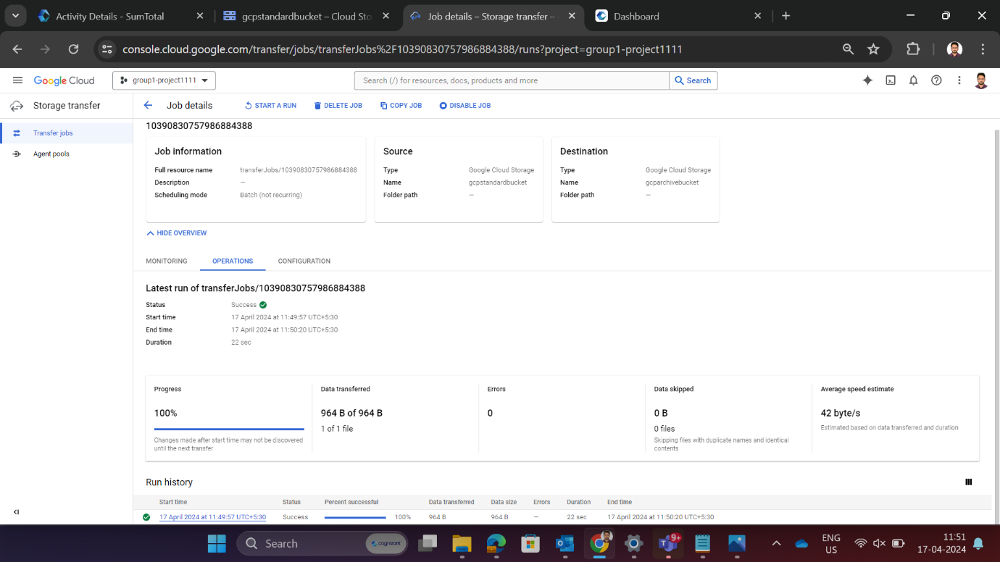 Activity Details - SumTotal
gcpstandardbucket – Cloud Sto
Job details – Storage transfer –
Dashboard
console.cloud.google.com/transfer/jobs/transferJobs%2F10390830757986884388/runs?project=group1-project1111
Google Cloud
group1-project1111
Search (/) for resources, docs, products and more
Search
Storage transfer
Job details
START A RUN
DELETE JOB
COPY JOB
DISABLE JOB
Transfer jobs
Agent pools
10390830757986884388
Job information
Full resource name transferJobs/10390830757986884388
Description —
Scheduling mode Batch (not recurring)
Source
Type Google Cloud Storage
Name gcpstandardbucket
Folder path —
Destination
Type Google Cloud Storage
Name gcparchivebucket
Folder path —
HIDE OVERVIEW
MONITORING OPERATIONS CONFIGURATION
Latest run of transferJobs/10390830757986884388
Status Success
Start time 17 April 2024 at 11:49:57 UTC+5:30
End time 17 April 2024 at 11:50:20 UTC+5:30
Duration 22 sec
Progress
100%
Changes made after start time may not be discovered
until the next transfer
Data transferred
964 B of 964 B
1 of 1 file
Errors
0
Data skipped
0 B
0 files
Skipping files with duplicate names and identical
contents
Average speed estimate
42 byte/s
Estimated based on data transferred and duration
Run history
Start time Status Percent successful Data transferred Data size Errors Duration End time
17 April 2024 at 11:49:57 UTC+5:30 Success 100% 964 B 964 B — 22 sec 17 April 2024 at 11:50:20 UTC+5:30
Search
cognizant
9+
ENG
US
11:51
17-04-2024